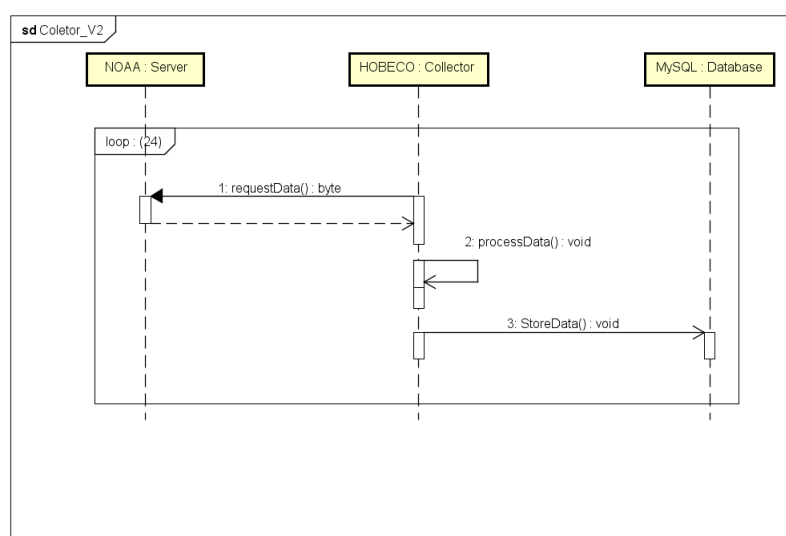 sd Coletor_V2
NOAA : Server
HOBECO : Collector
MySQL : Database
loop : (24)
1: requestData() : byte
2: processData() : void
3: StoreData() : void